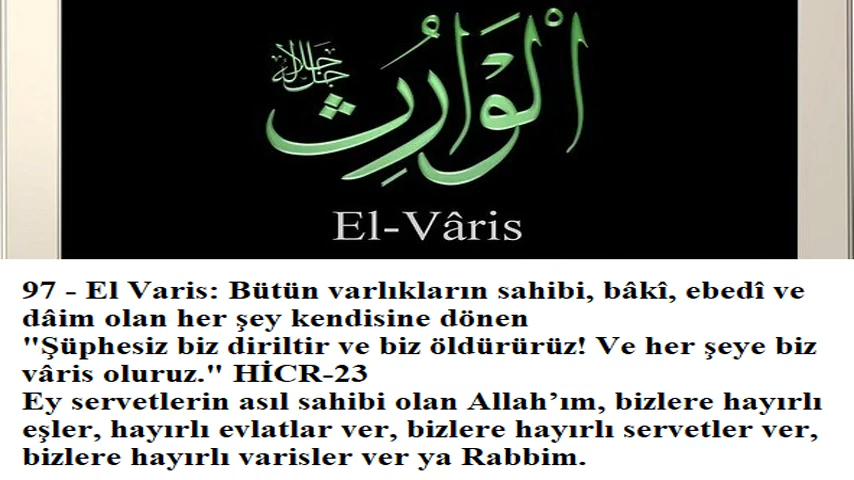 الْوَارِثُ
جل جلاله
El-Vâris
97 - El Varis: Bütün varlıkların sahibi, bâkî, ebedî ve
dâim olan her şey kendisine dönen
"Şüphesiz biz diriltir ve biz öldürürüz! Ve her şeye biz
vâris oluruz." HİCR-23
Ey servetlerin asıl sahibi olan Allah’ım, bizlere hayırlı
eşler, hayırlı evlatlar ver, bizlere hayırlı servetler ver,
bizlere hayırlı varisler ver ya Rabbim.